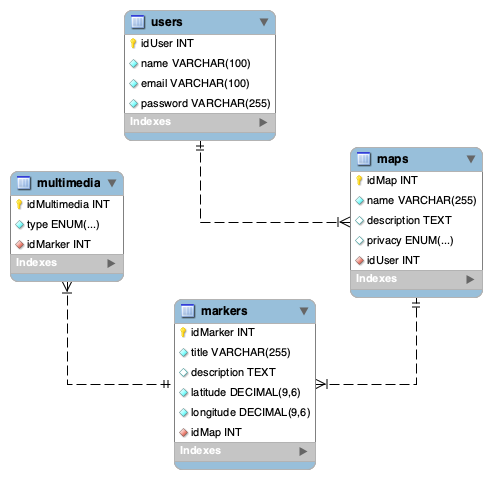 users
idUser INT
name VARCHAR(100)
email VARCHAR(100)
password VARCHAR(255)
Indexes
maps
idMap INT
name VARCHAR(255)
description TEXT
privacy ENUM(...)
idUser INT
Indexes
multimedia
idMultimedia INT
type ENUM(...)
idMarker INT
Indexes
markers
idMarker INT
title VARCHAR(255)
description TEXT
latitude DECIMAL(9,6)
longitude DECIMAL(9,6)
idMap INT
Indexes